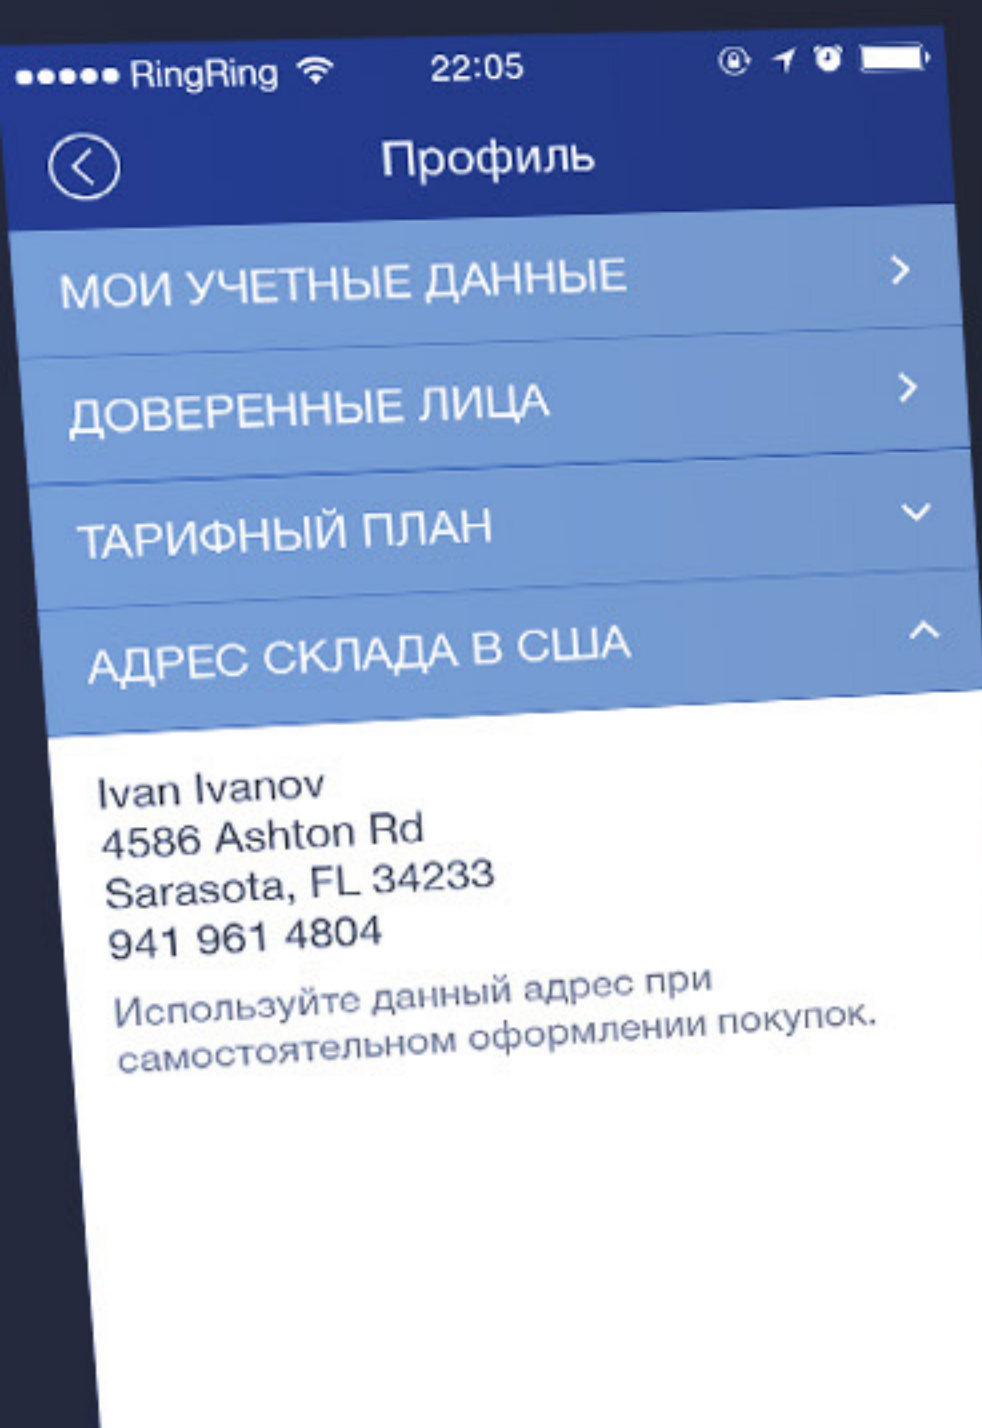 RingRing 22:05
Профиль
МОИ УЧЕТНЫЕ ДАННЫЕ
ДОВЕРЕННЫЕ ЛИЦА
ТАРИФНЫЙ ПЛАН
АДРЕС СКЛАДА В США
Ivan Ivanov
4586 Ashton Rd
Sarasota, FL 34233
941 961 4804
Используйте данный адрес при
самостоятельном оформлении покупок.